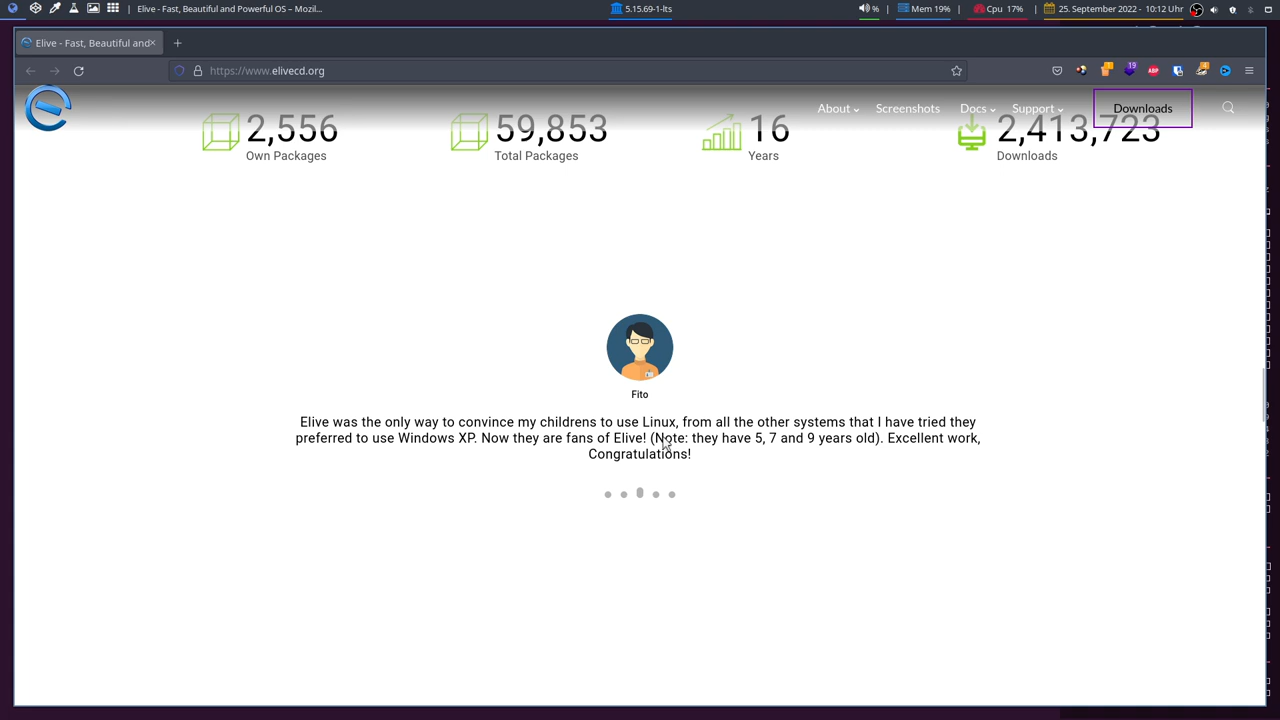 Elive - Fast, Beautiful and Powerful OS – Mozil...
5.15.69-1-lts
%
Mem 19%
Cpu 17%
25. September 2022 - 10:12 Uhr
Elive - Fast, Beautiful and
https://www.elivecd.org
19
ABP
About
Screenshots
Docs
Support
Downloads
2,556
Own Packages
59,853
Total Packages
16
Years
2,413,723
Downloads
Fito
Elive was the only way to convince my childrens to use Linux, from all the other systems that I have tried they
preferred to use Windows XP. Now they are fans of Elive! (Note: they have 5, 7 and 9 years old). Excellent work,
Congratulations!